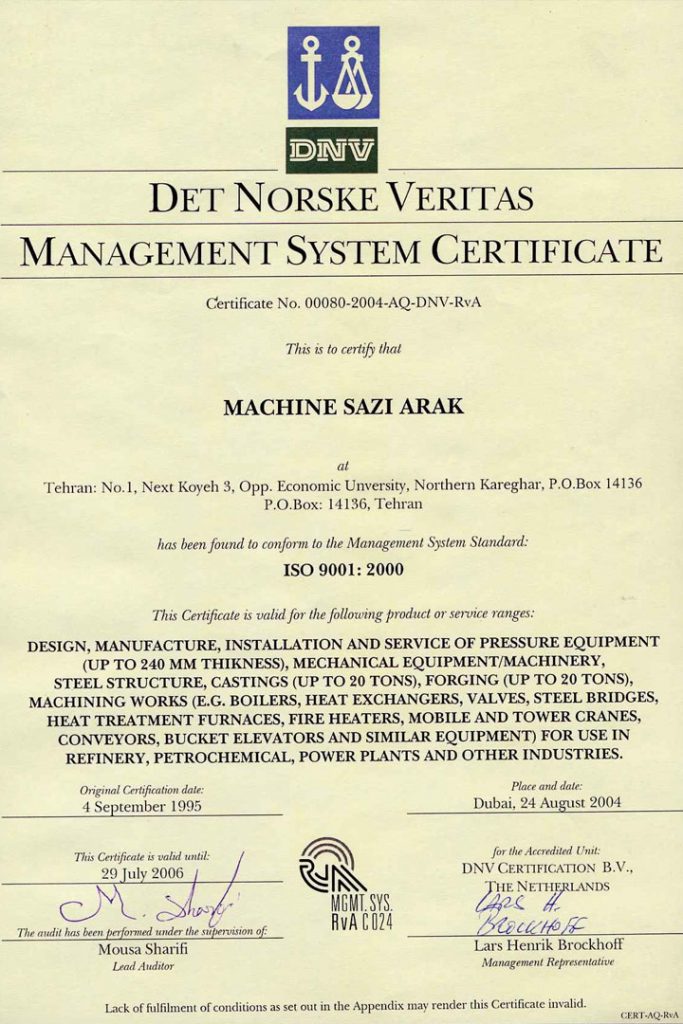 DNV
DET NORSKE VERITAS
MANAGEMENT SYSTEM CERTIFICATE
Certificate No. 00080-2004-AQ-DNV-RvA
This is to certify that
MACHINE SAZI ARAK
at
Tehran: No.1, Next Koyeh 3, Opp. Economic Unversity, Northern Kareghar, P.O.Box 14136
P.O.Box: 14136, Tehran
has been found to conform to the Management System Standard:
ISO 9001: 2000
This Certificate is valid for the following product or service ranges:
DESIGN, MANUFACTURE, INSTALLATION AND SERVICE OF PRESSURE EQUIPMENT
(UP TO 240 MM THIKNESS), MECHANICAL EQUIPMENT/MACHINERY,
STEEL STRUCTURE, CASTINGS (UP TO 20 TONS), FORGING (UP TO 20 TONS),
MACHINING WORKS (E.G. BOILERS, HEAT EXCHANGERS, VALVES, STEEL BRIDGES,
HEAT TREATMENT FURNACES, FIRE HEATERS, MOBILE AND TOWER CRANES,
CONVEYORS, BUCKET ELEVATORS AND SIMILAR EQUIPMENT) FOR USE IN
REFINERY, PETROCHEMICAL, POWER PLANTS AND OTHER INDUSTRIES.
Original Certification date:
4 September 1995
Place and date:
Dubai, 24 August 2004
This Certificate is valid until:
29 July 2006
M. Sharifi
The audit has been performed under the supervision of:
Mousa Sharifi
Lead Auditor
RvA
MGMT. SYS.
RvA C 024
for the Accredited Unit:
DNV CERTIFICATION B.V.,
THE NETHERLANDS
LARS H.
BROCKHOFF
Lars Henrik Brockhoff
Management Representative
Lack of fulfilment of conditions as set out in the Appendix may render this Certificate invalid.
CERT-AQ-RvA